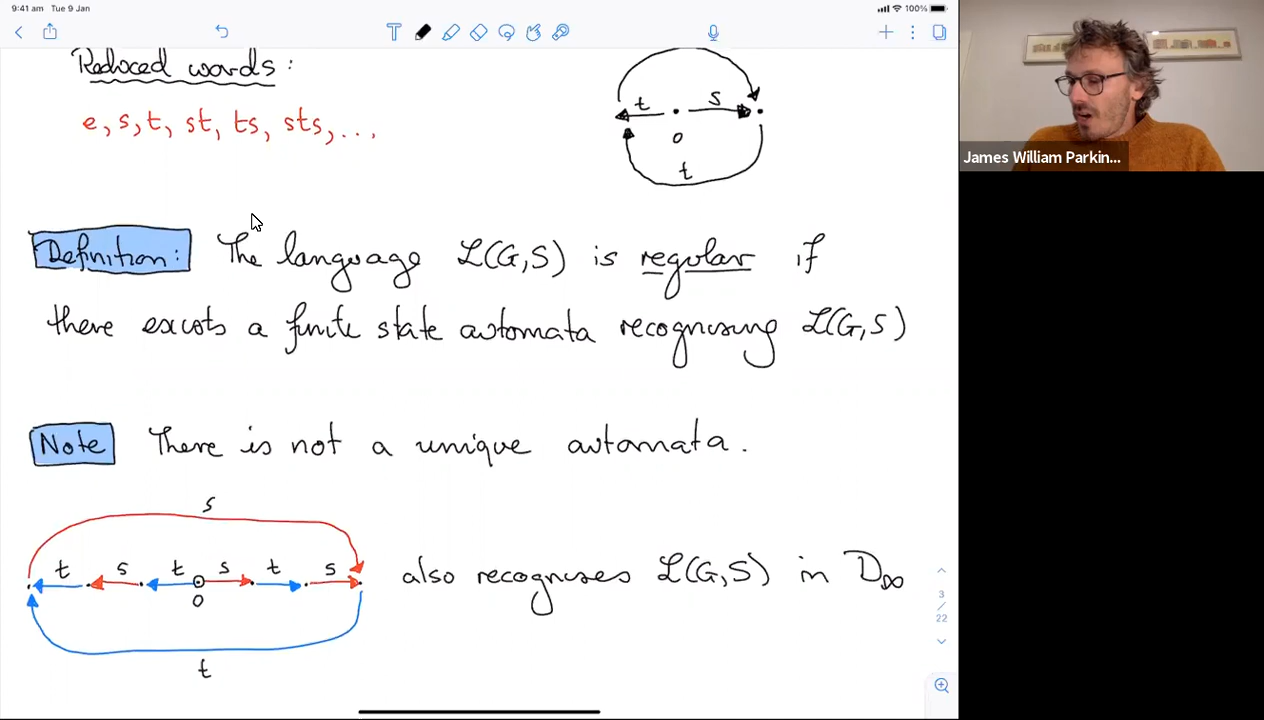 9:41 am Tue 9 Jan
100%
Reduced words:
e, s, t, st, ts, sts, ...
t s
0
t
Definition: The language L(G,S) is regular if
there exists a finite state automata recognising L(G,S)
Note There is not a unique automata.
s
t s t s t s
0
t
also recognises L(G,S) in D∞
3
/
22
James William Parkin...